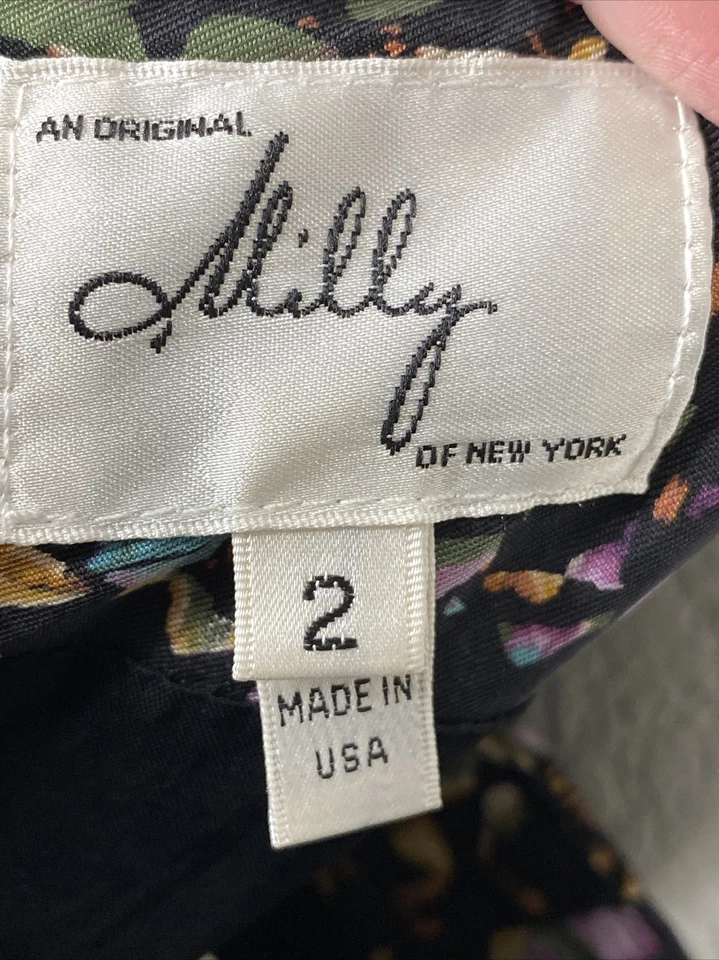 AN ORIGINAL
Milly
OF NEW YORK
2
MADE IN
USA